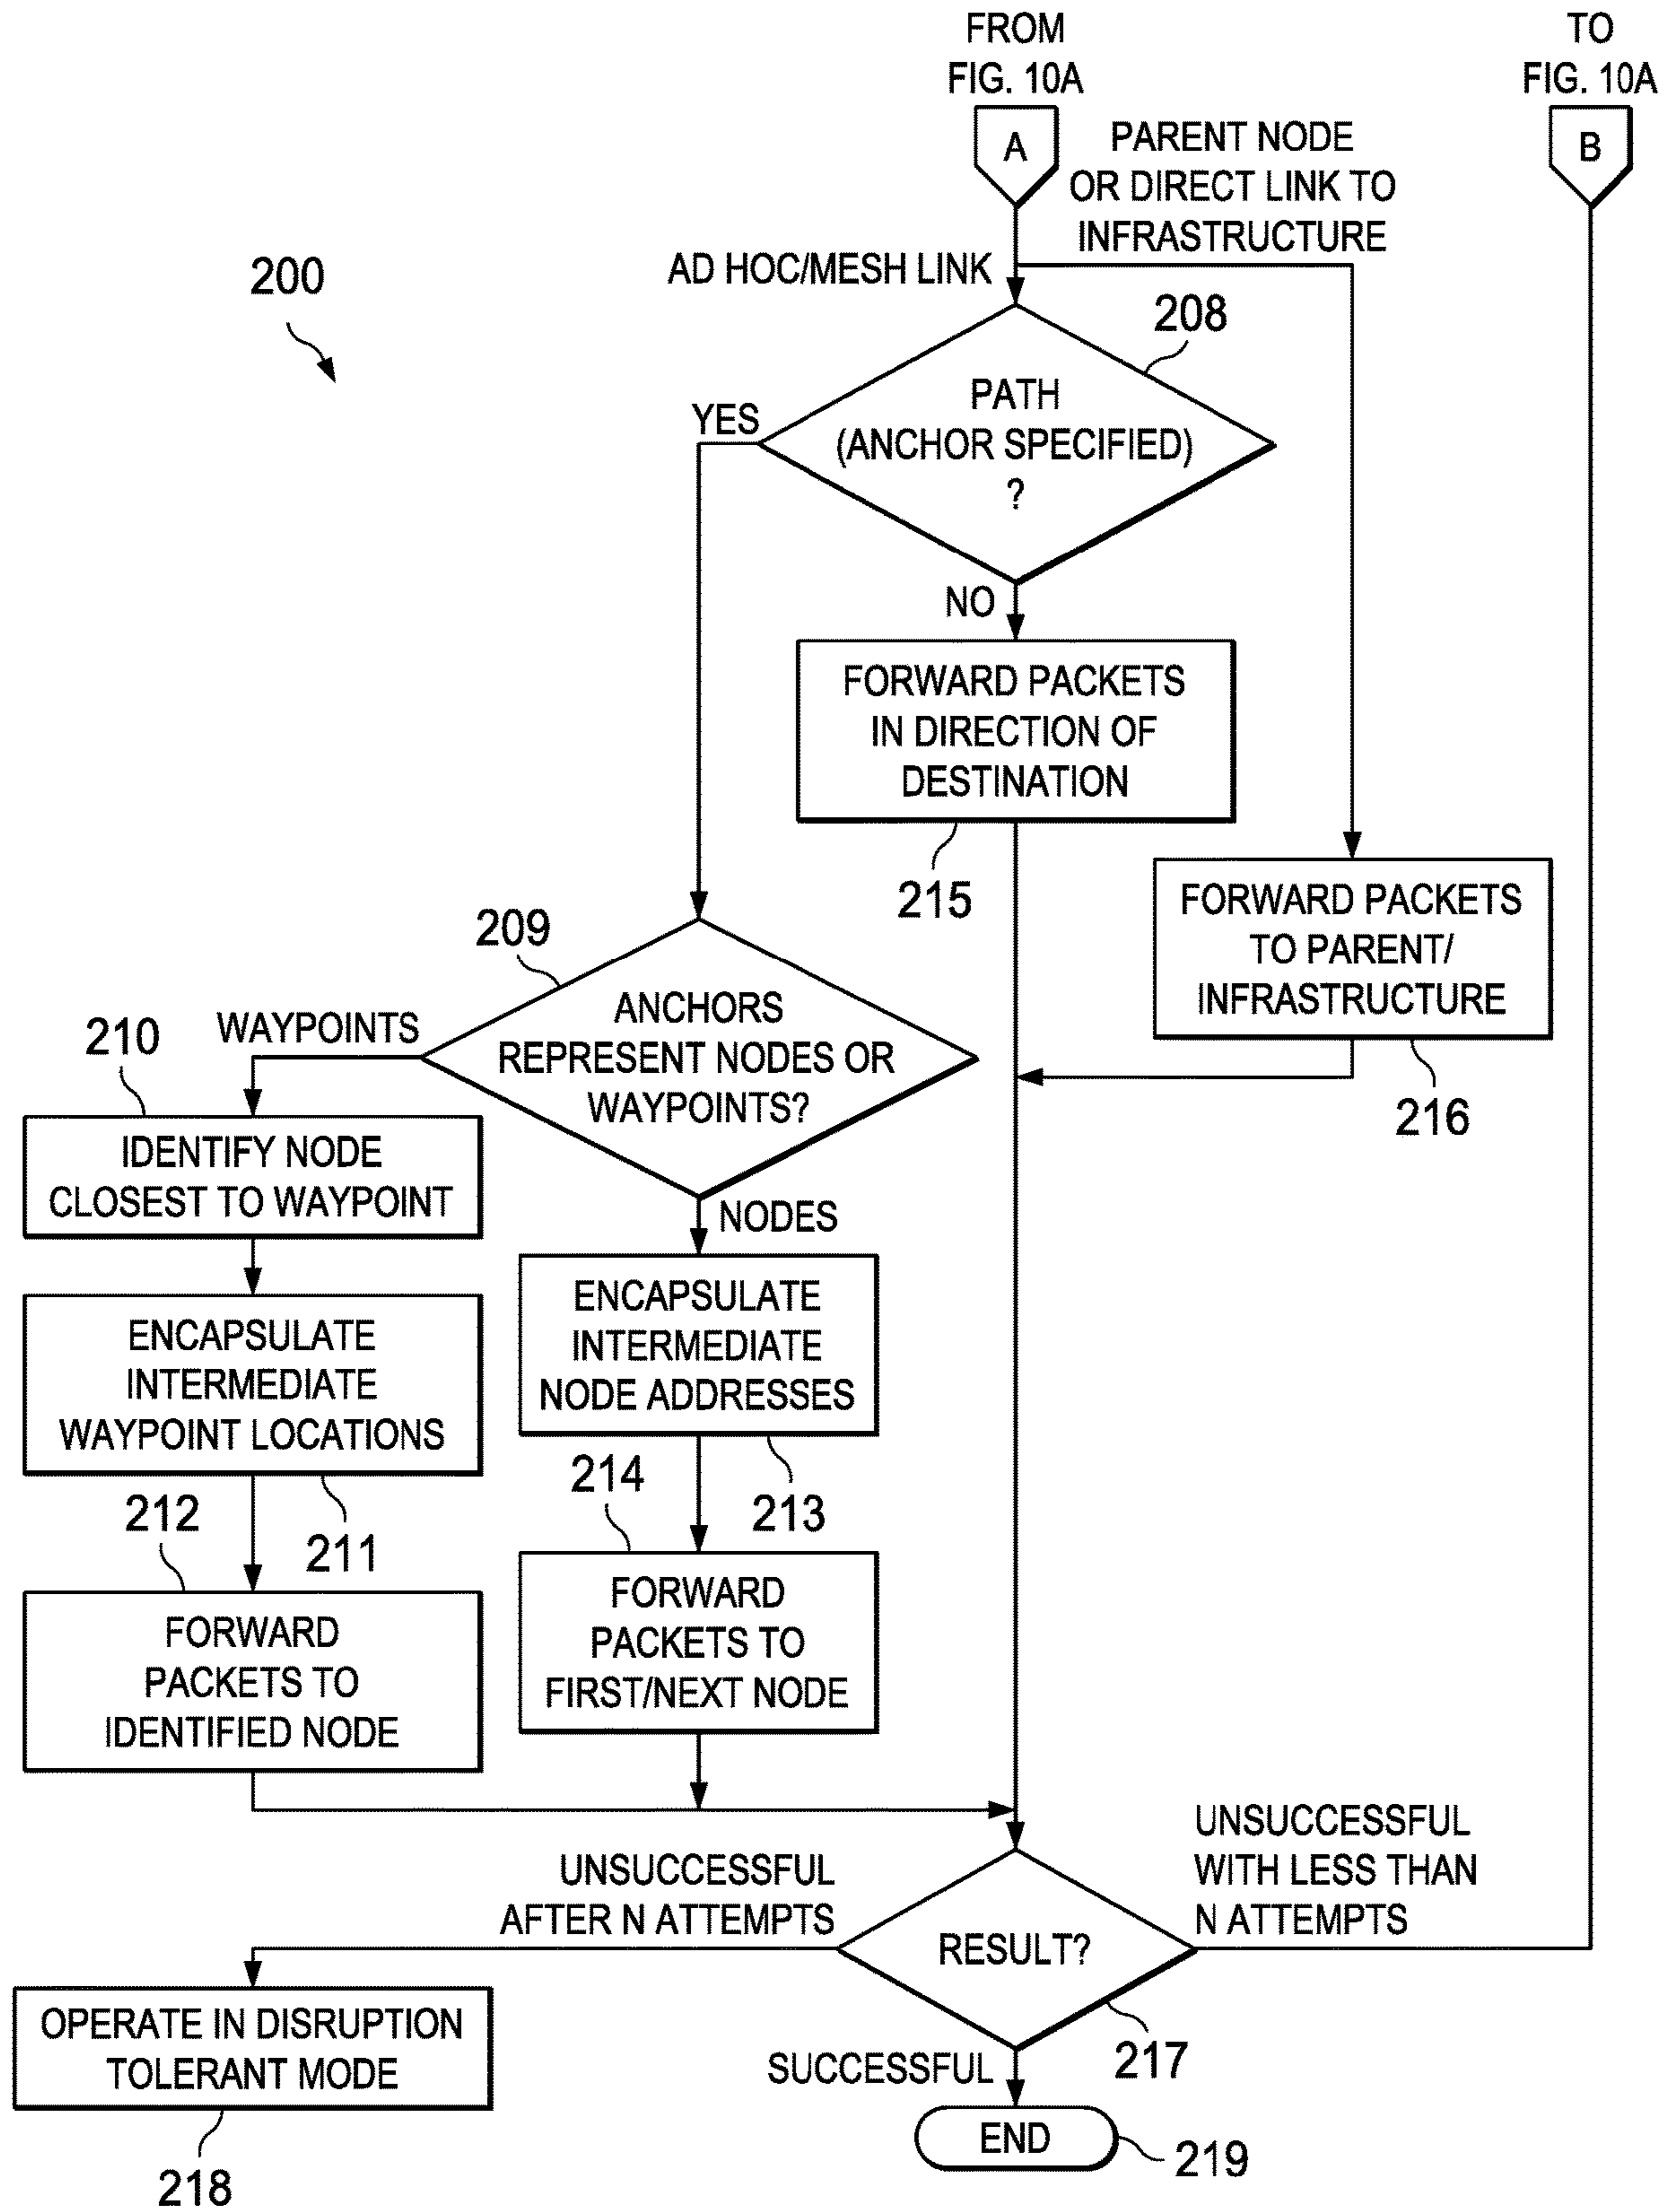 FROM
FIG. 10A
TO
FIG. 10A
A
B
PARENT NODE
OR DIRECT LINK TO
INFRASTRUCTURE
AD HOC/MESH LINK
200
208
PATH
(ANCHOR SPECIFIED)
?
YES
NO
FORWARD PACKETS
IN DIRECTION OF
DESTINATION
215
FORWARD PACKETS
TO PARENT/
INFRASTRUCTURE
216
209
ANCHORS
REPRESENT NODES OR
WAYPOINTS?
WAYPOINTS
210
IDENTIFY NODE
CLOSEST TO WAYPOINT
NODES
ENCAPSULATE
INTERMEDIATE
WAYPOINT LOCATIONS
211
ENCAPSULATE
INTERMEDIATE
NODE ADDRESSES
213
212
FORWARD
PACKETS TO
IDENTIFIED NODE
214
FORWARD
PACKETS TO
FIRST/NEXT NODE
UNSUCCESSFUL
AFTER N ATTEMPTS
UNSUCCESSFUL
WITH LESS THAN
N ATTEMPTS
RESULT?
217
OPERATE IN DISRUPTION
TOLERANT MODE
218
SUCCESSFUL
END
219